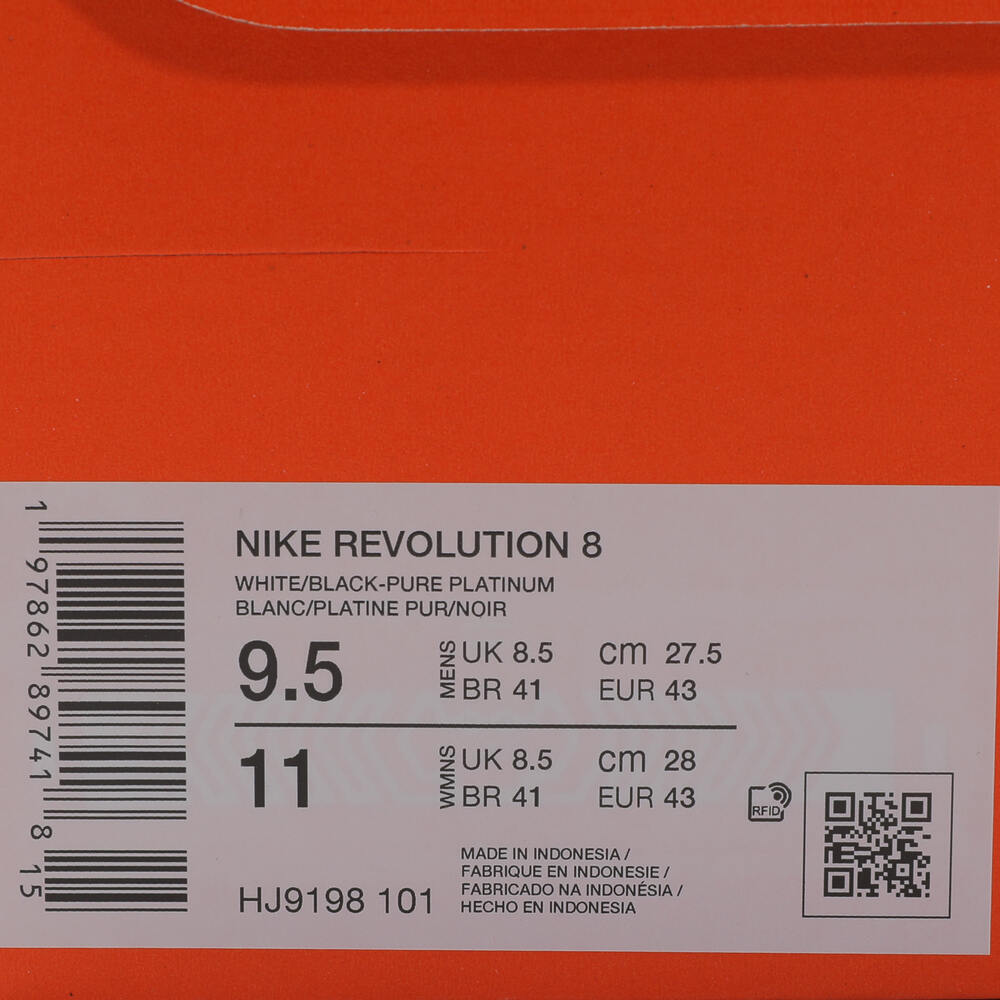 NIKE REVOLUTION 8
WHITE/BLACK-PURE PLATINUM
BLANC/PLATINE PUR/NOIR
9.5
MENS
UK 8.5 cm 27.5
BR 41 EUR 43
11
WMNS
UK 8.5 cm 28
BR 41 EUR 43
RFID
HJ9198 101
MADE IN INDONESIA /
FABRIQUE EN INDONESIE /
FABRICADO NA INDONÉSIA /
HECHO EN INDONESIA
1 97862 89741 8 15